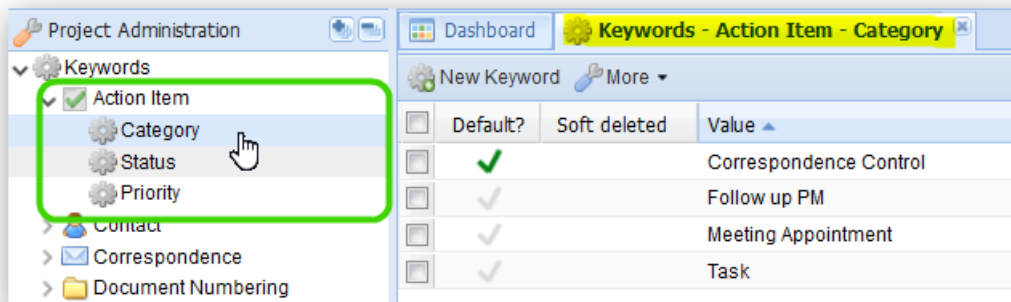 Project Administration
Keywords
Action Item
Category
Status
Priority
Contact
Correspondence
Document Numbering
Dashboard
Keywords - Action Item - Category
New Keyword
More
Default?
Soft deleted
Value
Correspondence Control
Follow up PM
Meeting Appointment
Task